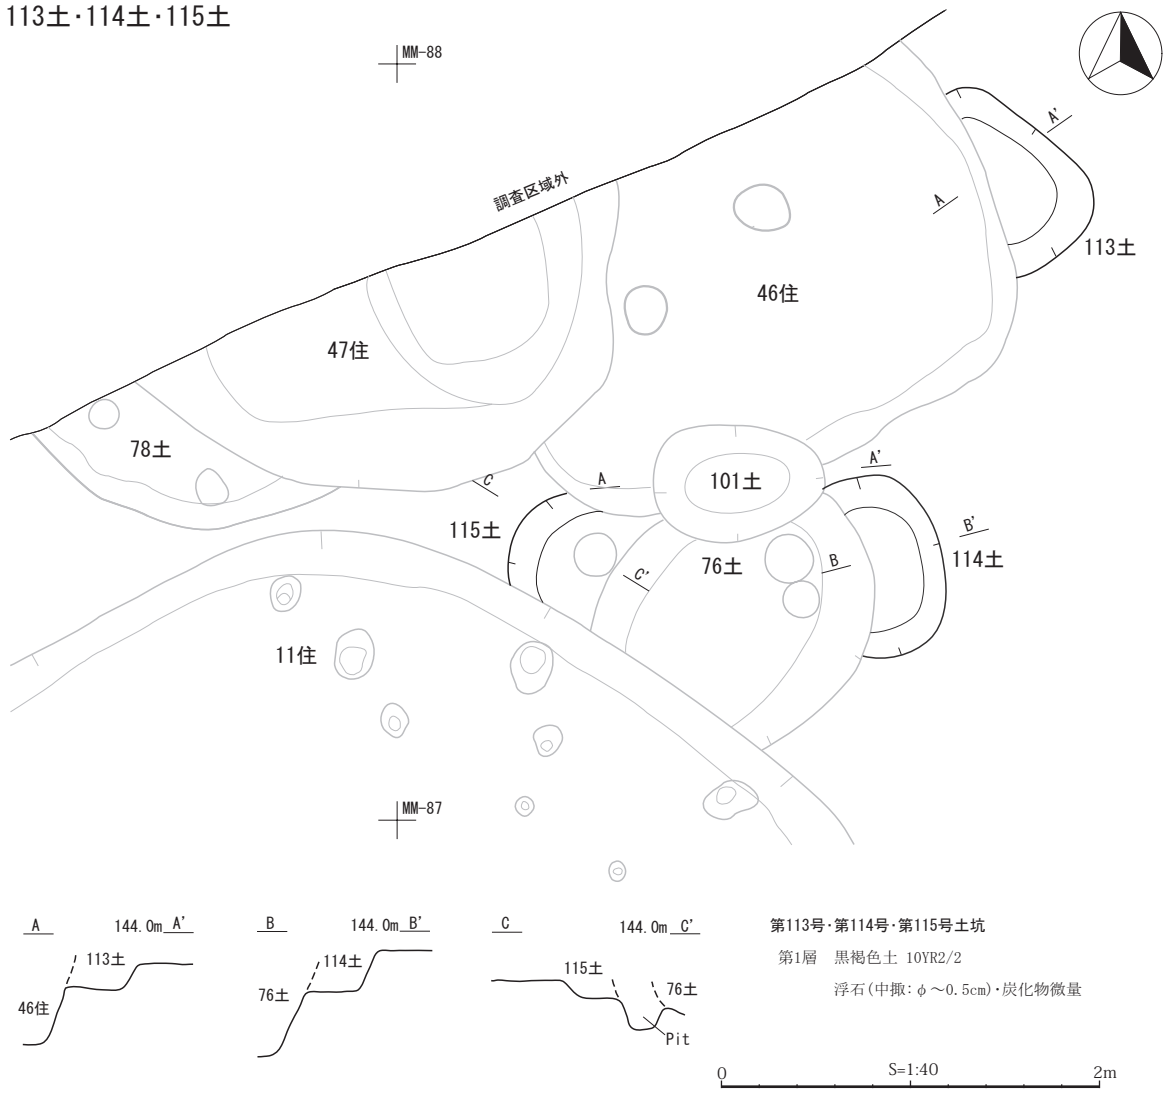 113土・114土・115土
MM-88
調査区域外
A'
A
113土
46住
47住
78土
A'
C
A
101土
115土
B'
114土
76土
B
C'
11住
MM-87
A 144.0m A'
113土
46住
B 144.0m B'
114土
76土
C 144.0m C'
115土
76土
Pit
第113号・第114号・第115号土坑
第1層 黒褐色土 10YR2/2
浮石(中掫:φ～0.5cm)・炭化物微量
S=1:40
0 2m